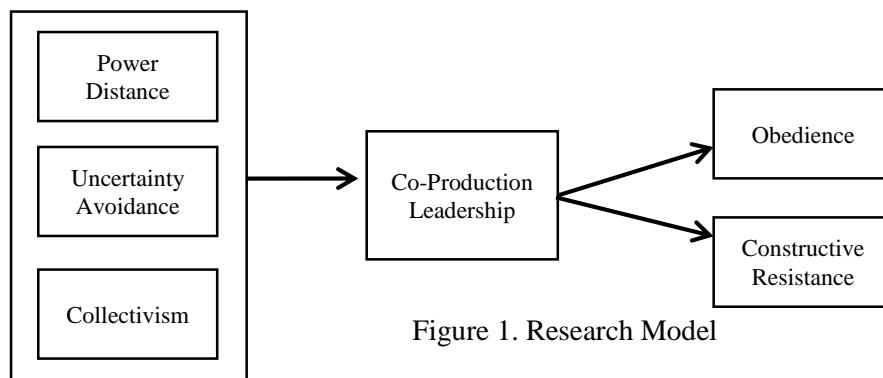 Power
Distance
Uncertainty
Avoidance
Collectivism
Co-Production
Leadership
Obedience
Constructive
Resistance
Figure 1. Research Model